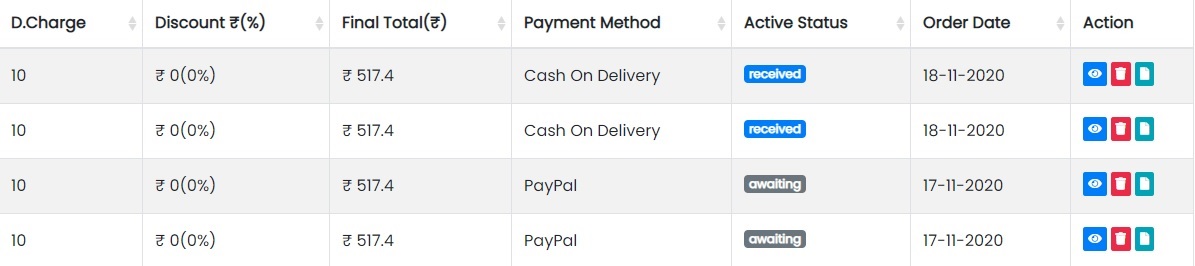 D.Charge Discount ₹(%) Final Total(₹) Payment Method Active Status Order Date Action
10 ₹ 0(0%) ₹ 517.4 Cash On Delivery received 18-11-2020
10 ₹ 0(0%) ₹ 517.4 Cash On Delivery received 18-11-2020
10 ₹ 0(0%) ₹ 517.4 PayPal awaiting 17-11-2020
10 ₹ 0(0%) ₹ 517.4 PayPal awaiting 17-11-2020